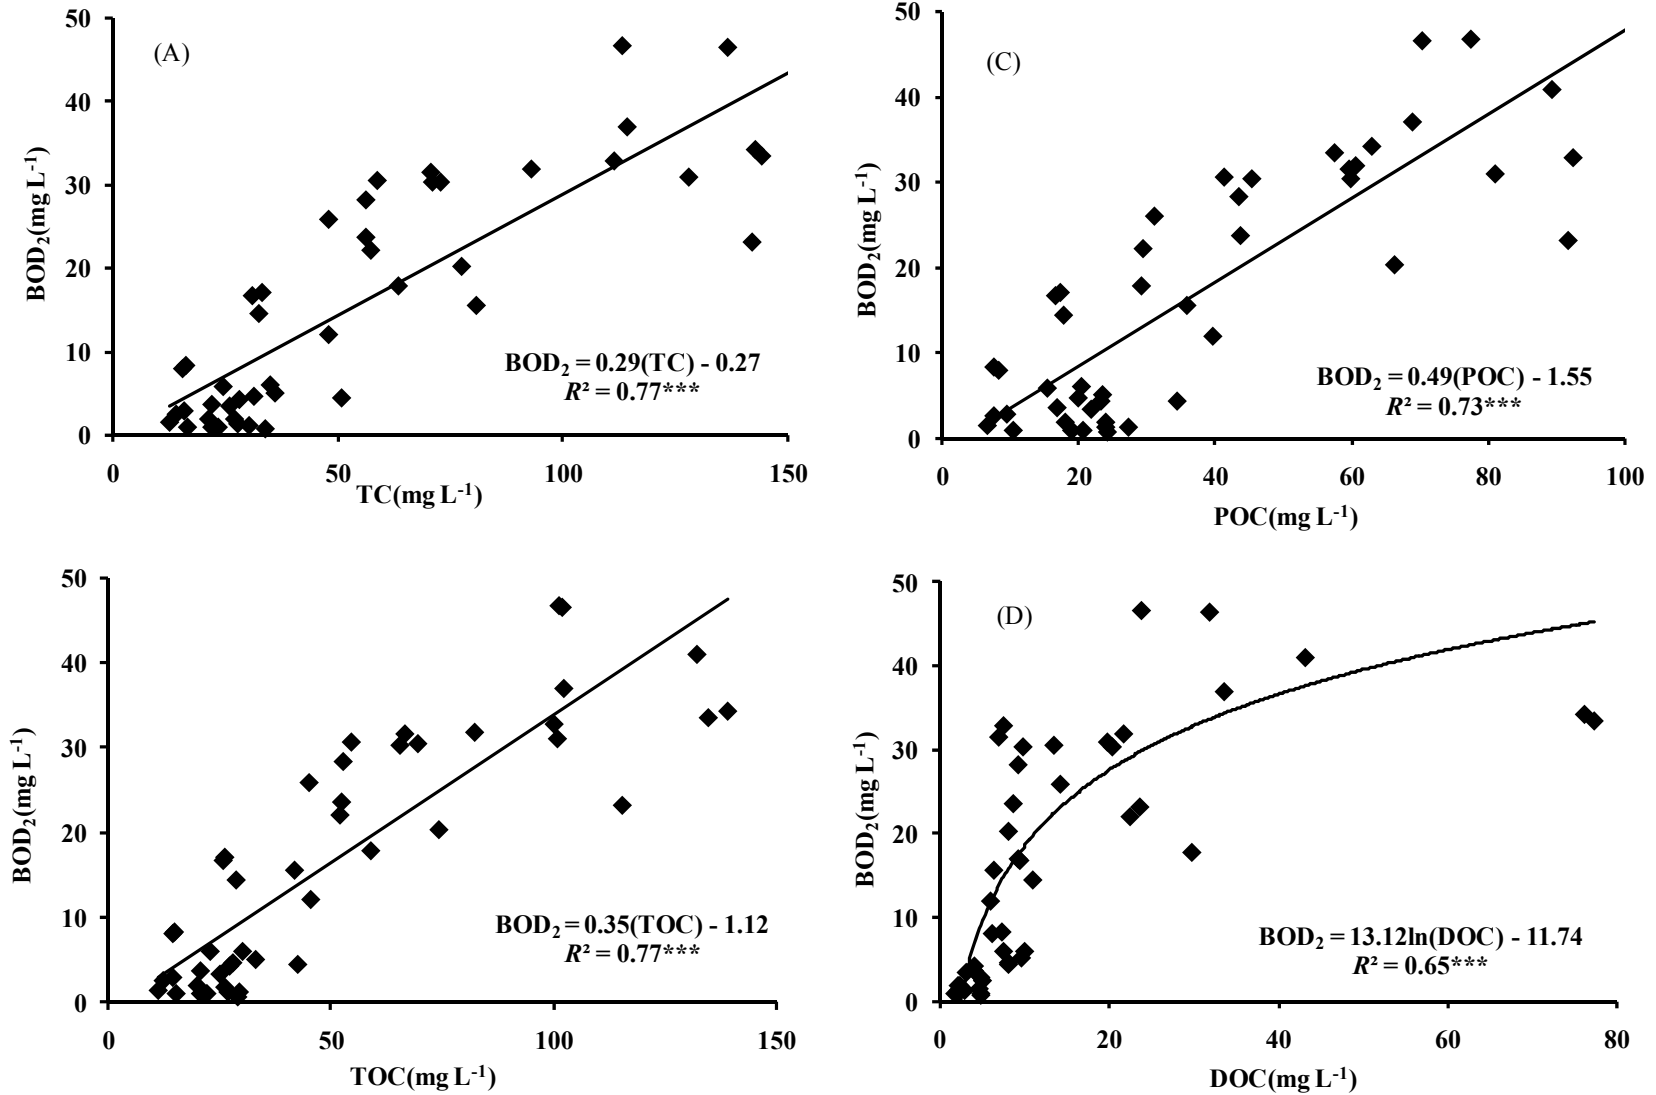 (A)
BOD₂(mg L⁻¹)
50
40
30
20
10
0
BOD₂ = 0.29(TC) - 0.27
R² = 0.77***
0 50 100 150
TC(mg L⁻¹)
(C)
BOD₂(mg L⁻¹)
50
40
30
20
10
0
BOD₂ = 0.49(POC) - 1.55
R² = 0.73***
0 20 40 60 80 100
POC(mg L⁻¹)
BOD₂(mg L⁻¹)
50
40
30
20
10
0
BOD₂ = 0.35(TOC) - 1.12
R² = 0.77***
0 50 100 150
TOC(mg L⁻¹)
(D)
BOD₂(mg L⁻¹)
50
40
30
20
10
0
BOD₂ = 13.12ln(DOC) - 11.74
R² = 0.65***
0 20 40 60 80
DOC(mg L⁻¹)